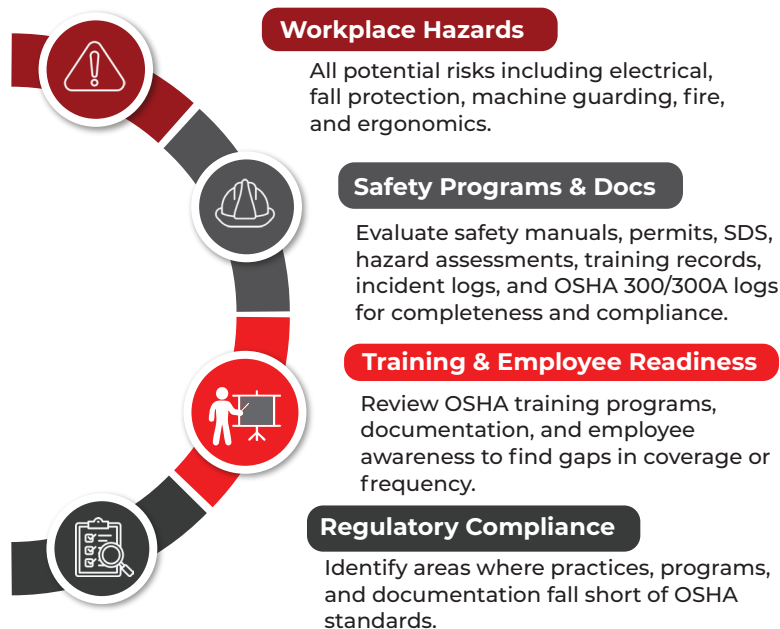 Workplace Hazards
All potential risks including electrical,
fall protection, machine guarding, fire,
and ergonomics.
Safety Programs & Docs
Evaluate safety manuals, permits, SDS,
hazard assessments, training records,
incident logs, and OSHA 300/300A logs
for completeness and compliance.
Training & Employee Readiness
Review OSHA training programs,
documentation, and employee
awareness to find gaps in coverage or
frequency.
Regulatory Compliance
Identify areas where practices, programs,
and documentation fall short of OSHA
standards.